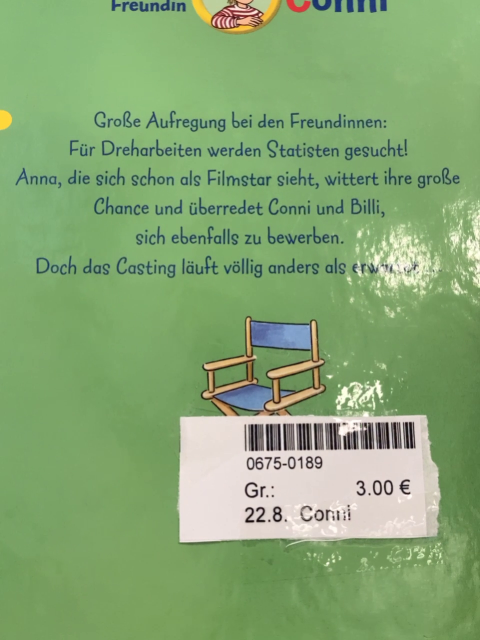 Freundin Conni
Große Aufregung bei den Freundinnen:
Für Dreharbeiten werden Statisten gesucht!
Anna, die sich schon als Filmstar sieht, wittert ihre große
Chance und überredet Conni und Billi,
sich ebenfalls zu bewerben.
Doch das Casting läuft völlig anders als erwartet ...
0675-0189
Gr.: 3.00 €
22.8. Conni